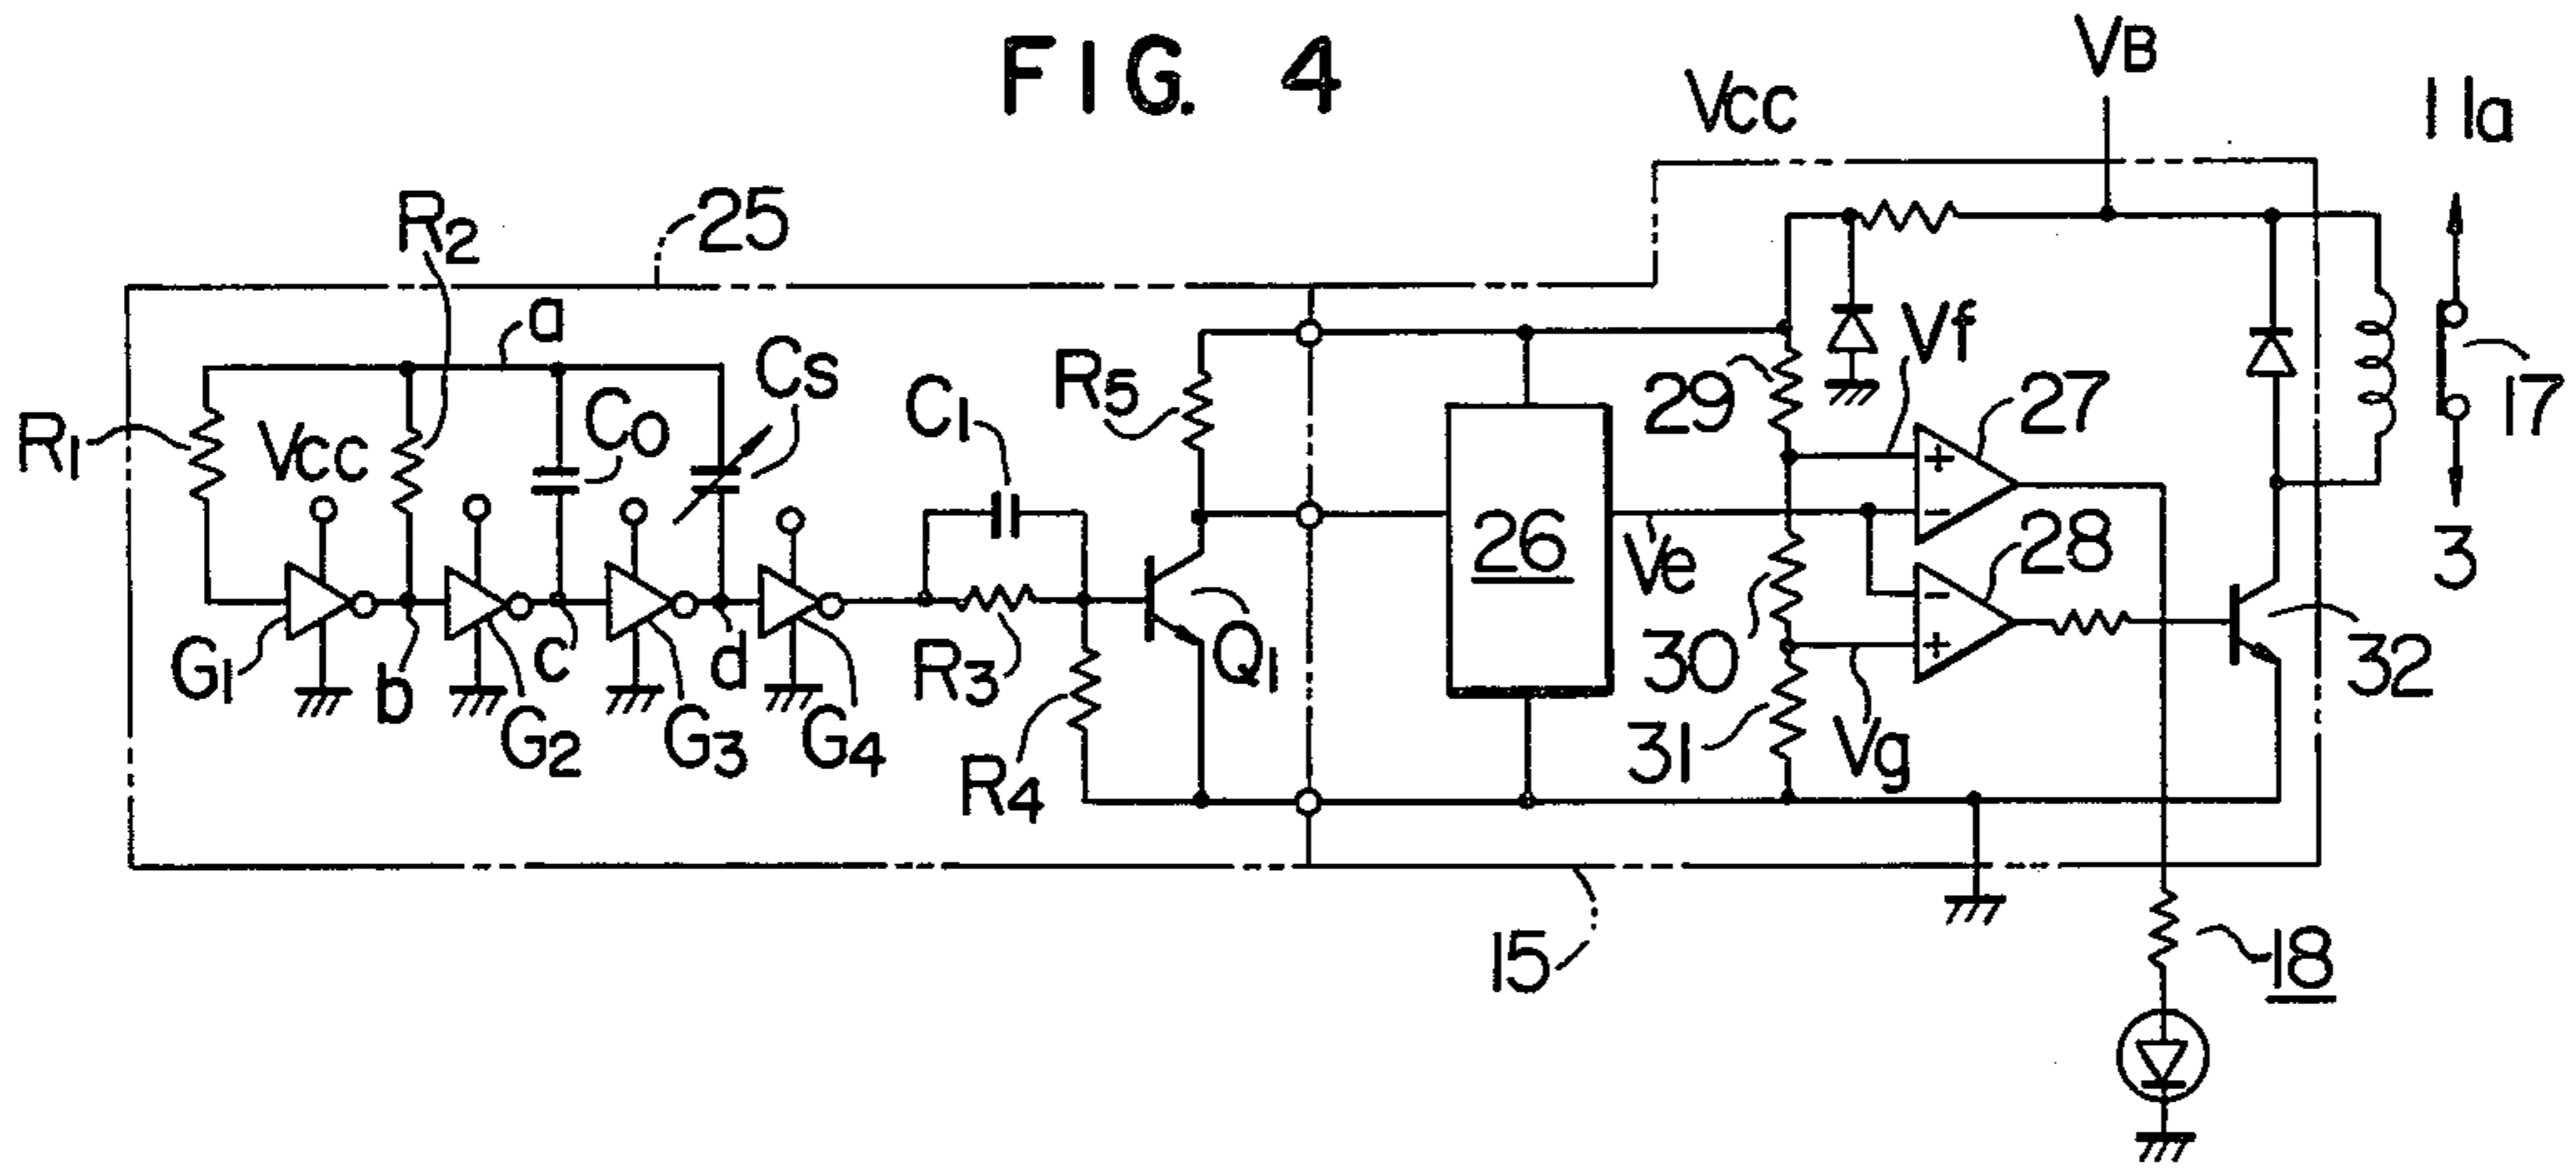 FIG. 4
VB
Vcc
11a
R2
25
a
Cs
Vf
R1
Vcc
Co
C1
R5
29
27
17
26
Ve
28
3
G1
b
G2
c
G3
d
G4
R3
R4
Q1
30
31
Vg
32
15
18
+
-
-
+